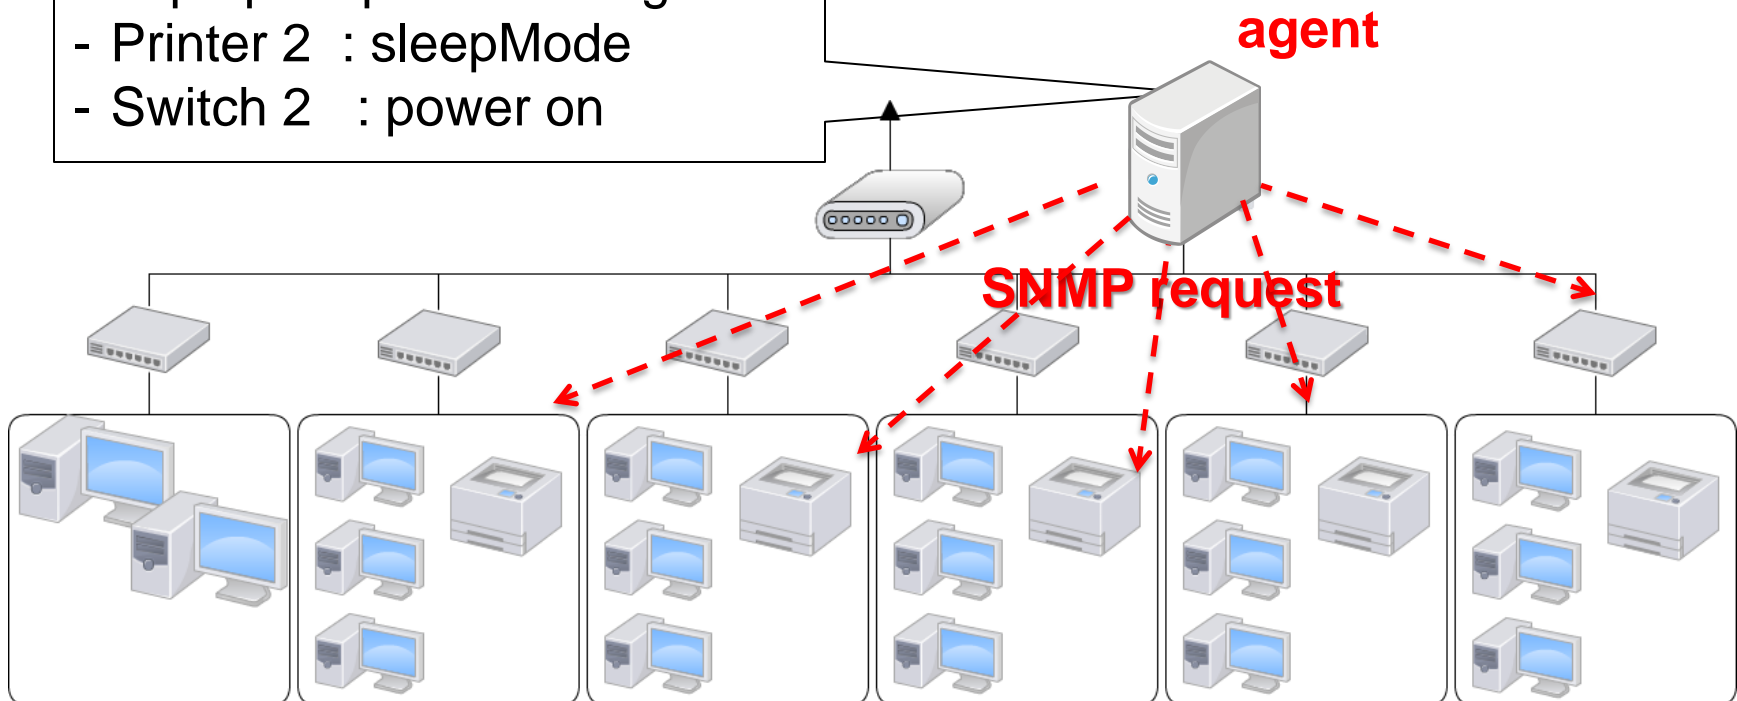 - Printer 2 : sleepMode
- Switch 2 : power on
agent
SNMP request